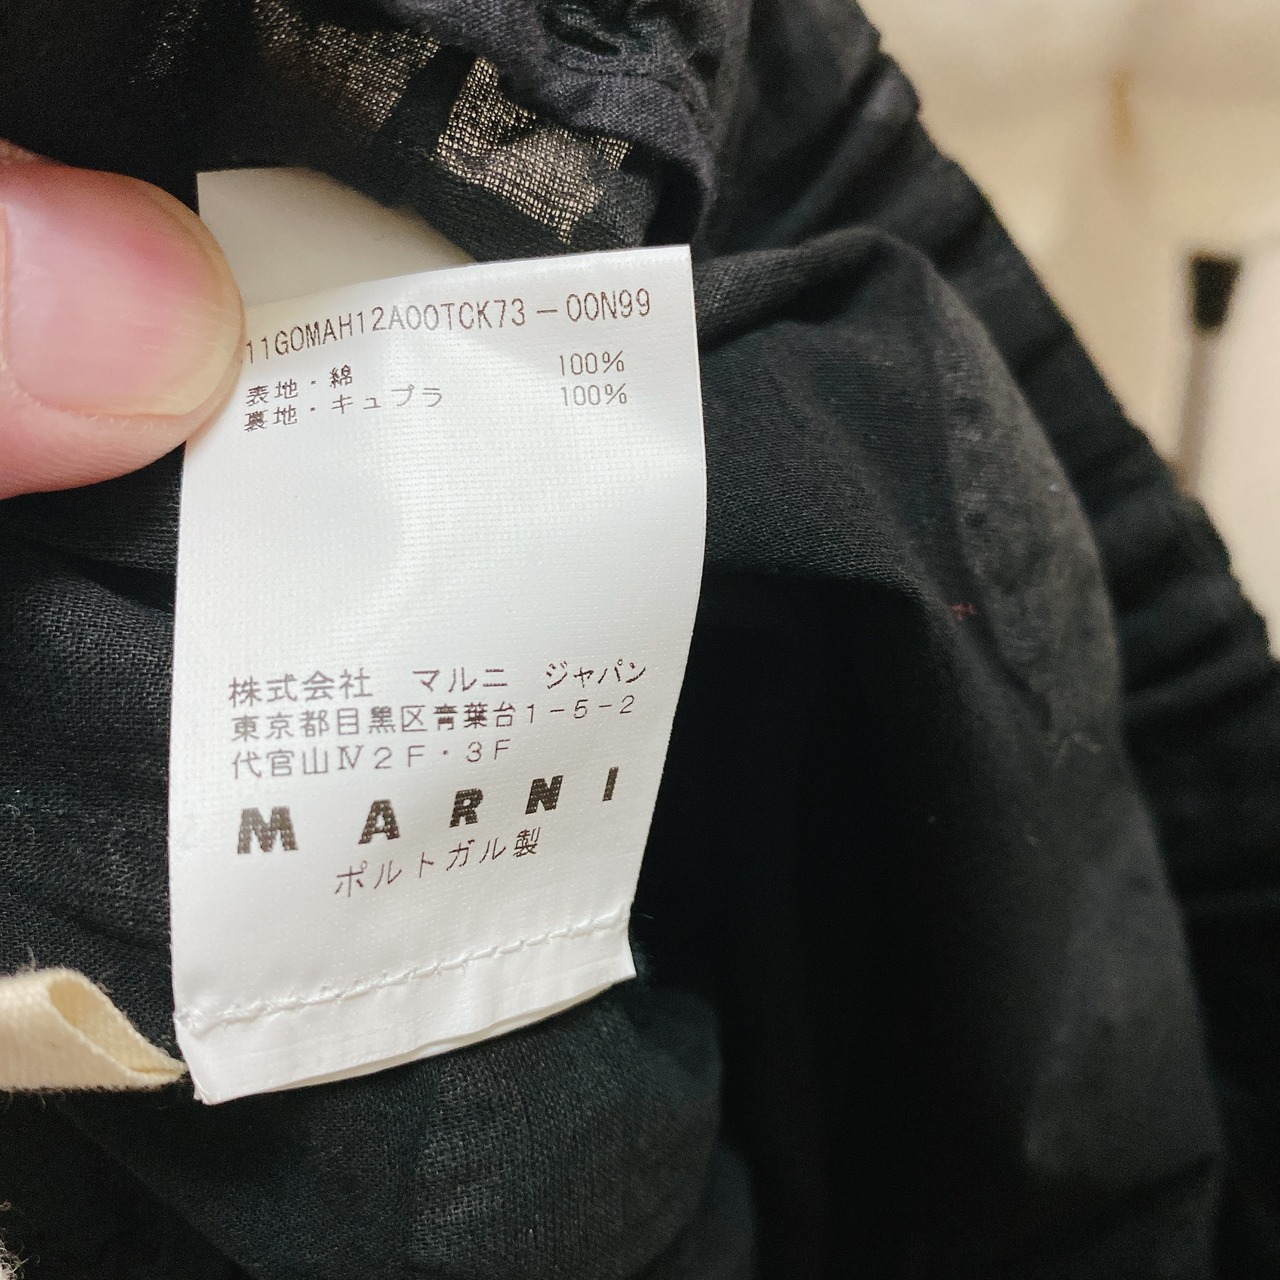 11GOMAH12A00TCK73-00N99
表地・綿 100%
裏地・キュプラ 100%
株式会社 マルニ ジャパン
東京都目黒区青葉台1-5-2
代官山Ⅳ2F・3F
MARNI
ポルトガル製